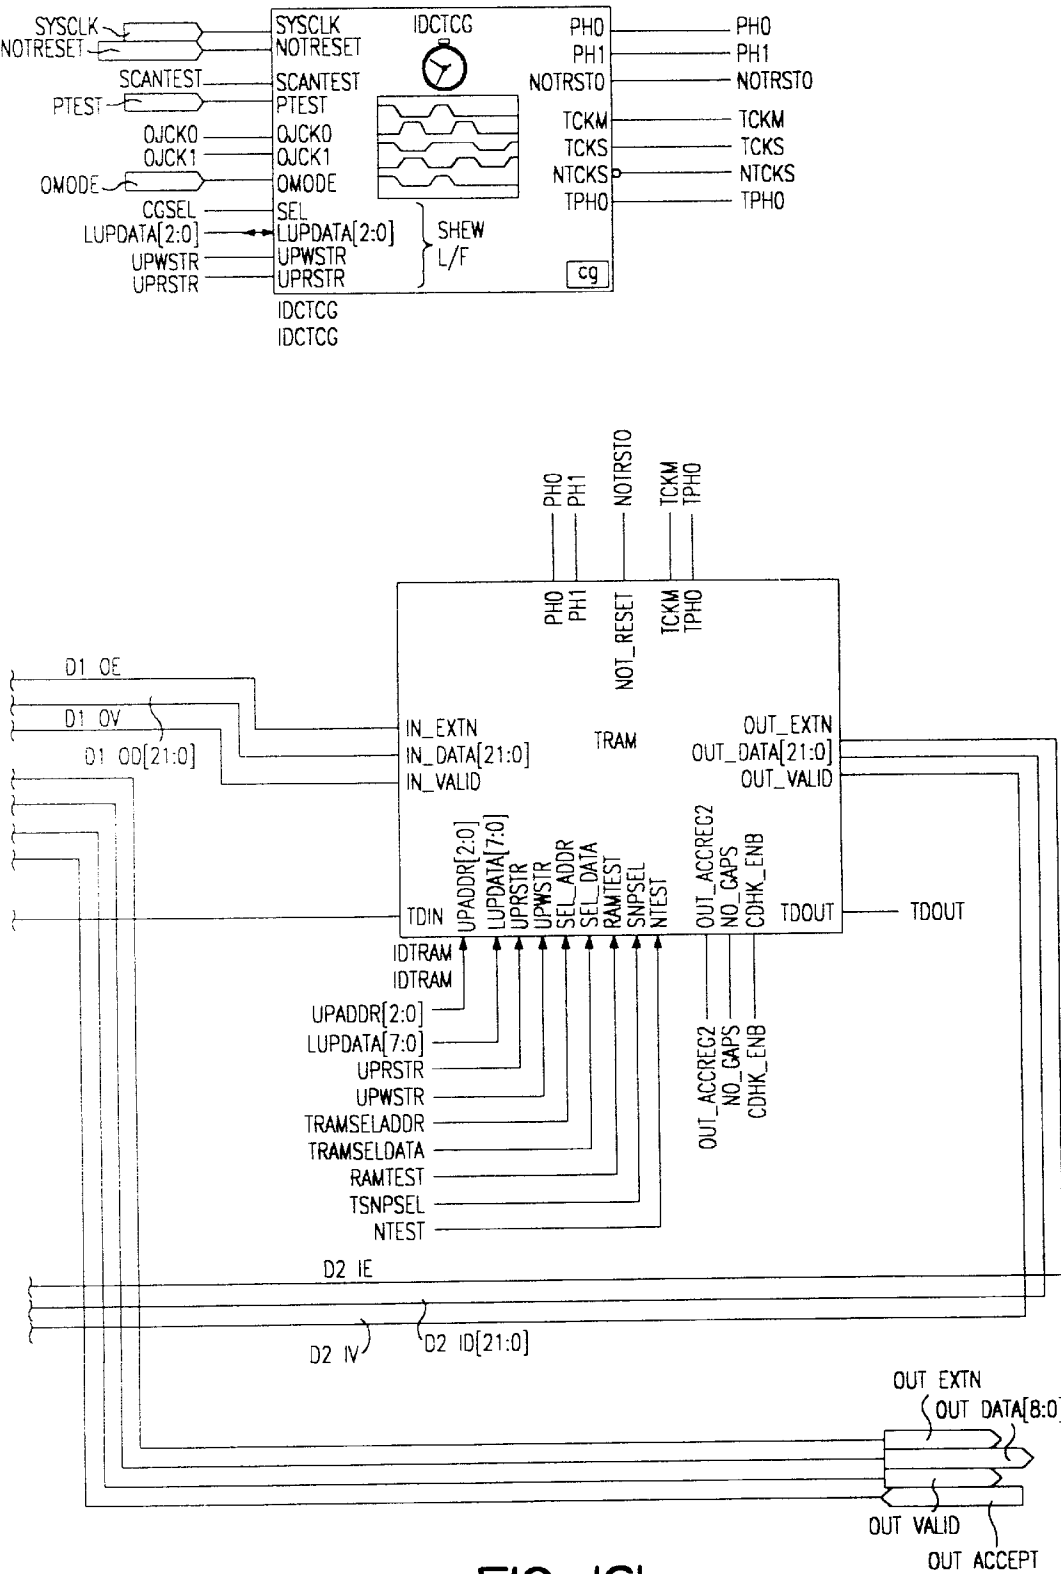 SYSCLK
NOTRESET
SCANTEST
PTEST
OJCK0
OJCK1
OMODE
CGSEL
LUPDATA[2:0]
UPWSTR
UPRSTR
SYSCLK
NOTRESET
SCANTEST
PTEST
OJCK0
OJCK1
OMODE
SEL
LUPDATA[2:0]
UPWSTR
UPRSTR
IDCTCG
SHEW
L/F
cg
PH0
PH1
NOTRST0
TCKM
TCKS
NTCKS
TPH0
PH0
PH1
NOTRST0
TCKM
TCKS
NTCKS
TPH0
IDCTCG
IDCTCG
PH0
PH1
NOTRST0
TCKM
TPH0
PH0
PH1
NOT_RESET
TCKM
TPH0
D1 OE
D1 OV
D1 OD[21:0]
IN_EXTN
IN_DATA[21:0]
IN_VALID
TRAM
OUT_EXTN
OUT_DATA[21:0]
OUT_VALID
TDIN
UPADDR[2:0]
LUPDATA[7:0]
UPRSTR
UPWSTR
SEL_ADDR
SEL_DATA
RAMTEST
SNPSEL
NTEST
OUT_ACCREG2
NO_GAPS
CDHK_ENB
TDOUT
TDOUT
IDTRAM
IDTRAM
UPADDR[2:0]
LUPDATA[7:0]
UPRSTR
UPWSTR
TRAMSELADDR
TRAMSELDATA
RAMTEST
TSNPSEL
NTEST
OUT_ACCREG2
NO_GAPS
CDHK_ENB
D2 IE
D2 IV
D2 ID[21:0]
OUT EXTN
OUT DATA[8:0]
OUT VALID
OUT ACCEPT